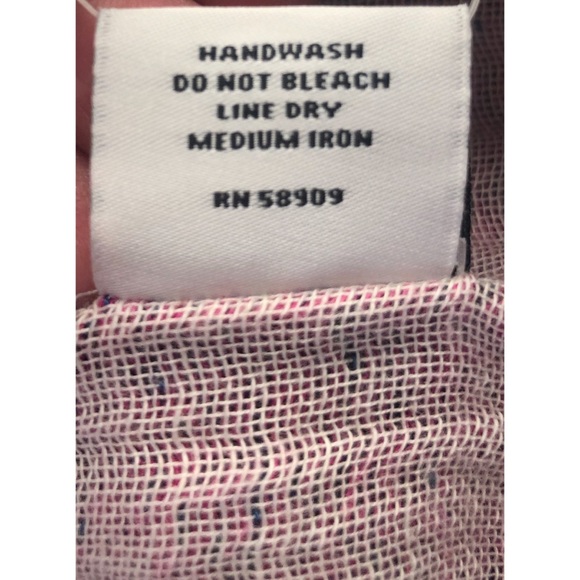 HANDWASH
DO NOT BLEACH
LINE DRY
MEDIUM IRON
RN 58909